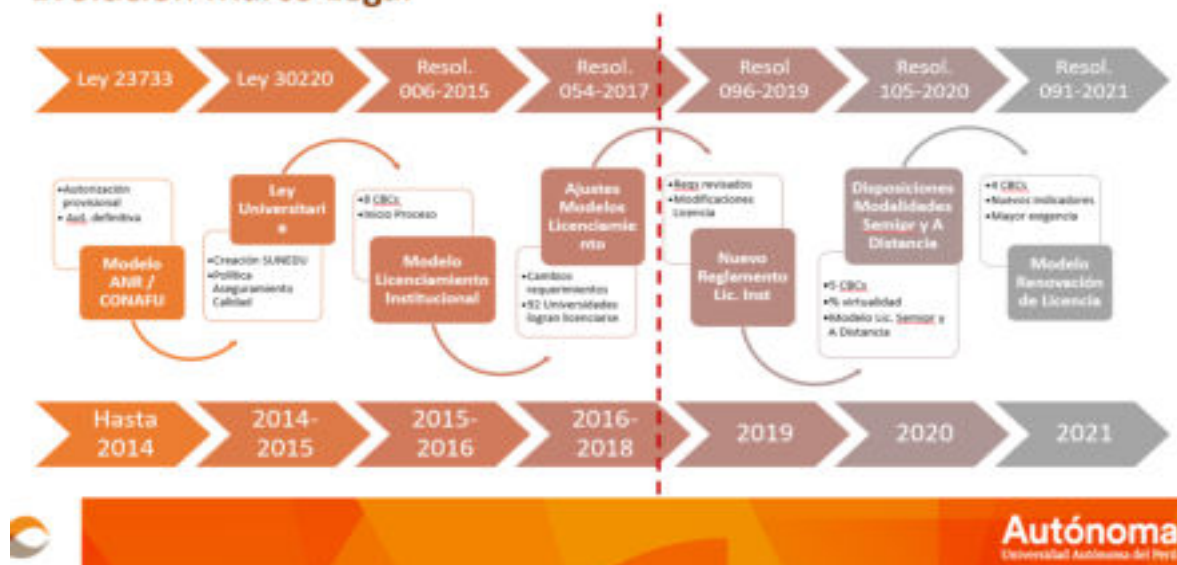 Evolución Marco Legal
Ley 23733
Ley 30220
Resol.
006-2015
Resol.
054-2017
Resol
096-2019
Resol.
105-2020
Resol.
091-2021
•Autorización
provisional
• Aut. definitiva
Modelo
ANR /
CONAFU
Ley
Universitari
a
•Creación SUNEDU
•Política
Aseguramiento
Calidad
•8 CBCs
•Inicio Proceso
Modelo
Licenciamiento
Institucional
Ajustes
Modelos
Licenciamie
nto
•Cambios
requerimientos
•92 Universidades
logran licenciarse
•Reqs revisados
•Modificaciones
Licencia
Nuevo
Reglamento
Lic. Inst
Disposiciones
Modalidades
Semipr y A
Distancia
•5 CBCs
•% virtualidad
•Modelo Lic. Semipr y
A Distancia
•4 CBCs
•Nuevos indicadores
•Mayor exigencia
Modelo
Renovación
de Licencia
Hasta
2014
2014-
2015
2015-
2016
2016-
2018
2019
2020
2021
Autónoma
Universidad Autónoma del Perú